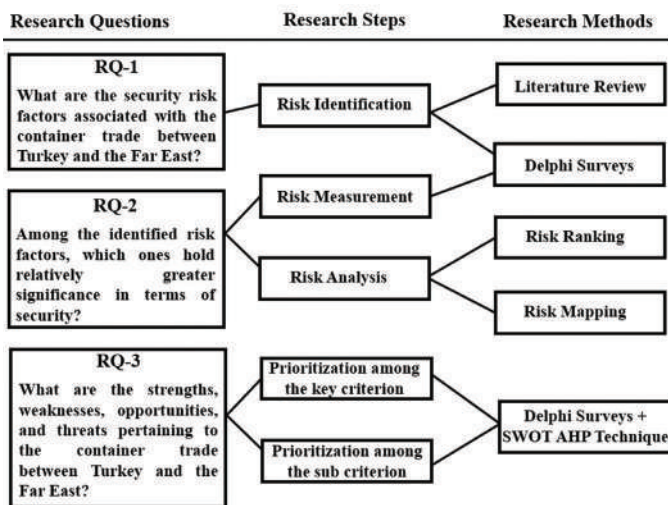 Research Questions
Research Steps
Research Methods
RQ-1
What are the security risk
factors associated with the
container trade between
Turkey and the Far East?
Risk Identification
Literature Review
Delphi Surveys
RQ-2
Among the identified risk
factors, which ones hold
relatively greater
significance in terms of
security?
Risk Measurement
Risk Analysis
Risk Ranking
Risk Mapping
RQ-3
What are the strengths,
weaknesses, opportunities,
and threats pertaining to
the container trade
between Turkey and the
Far East?
Prioritization among
the key criterion
Prioritization among
the sub criterion
Delphi Surveys +
SWOT AHP Technique